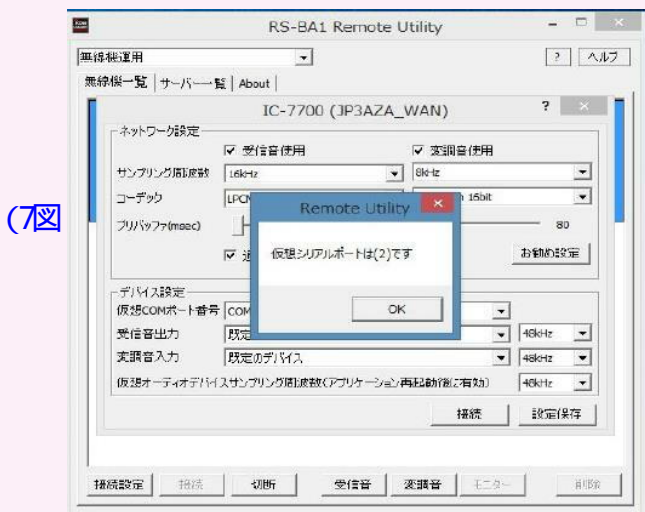 RS-BA1 Remote Utility
無線機運用
? ヘルプ
無線機一覧 サーバー一覧 About
IC-7700 (JP3AZA_WAN) ?
ネットワーク設定
受信音使用 変調音使用
サンプリング周波数 16kHz 8kHz
コーデック LPCM 16bit
プリバッファ(msec) 80
お勧め設定
Remote Utility
仮想シリアルポートは(2)です
OK
デバイス設定
仮想COMポート番号 COM
受信音出力 既定 48kHz
変調音入力 既定のデバイス 48kHz
仮想オーディオデバイスサンプリング周波数(アプリケーション再起動後に有効) 48kHz
接続 設定保存
接続設定 接続 切断 受信音 変調音 モニター 削除
(7図